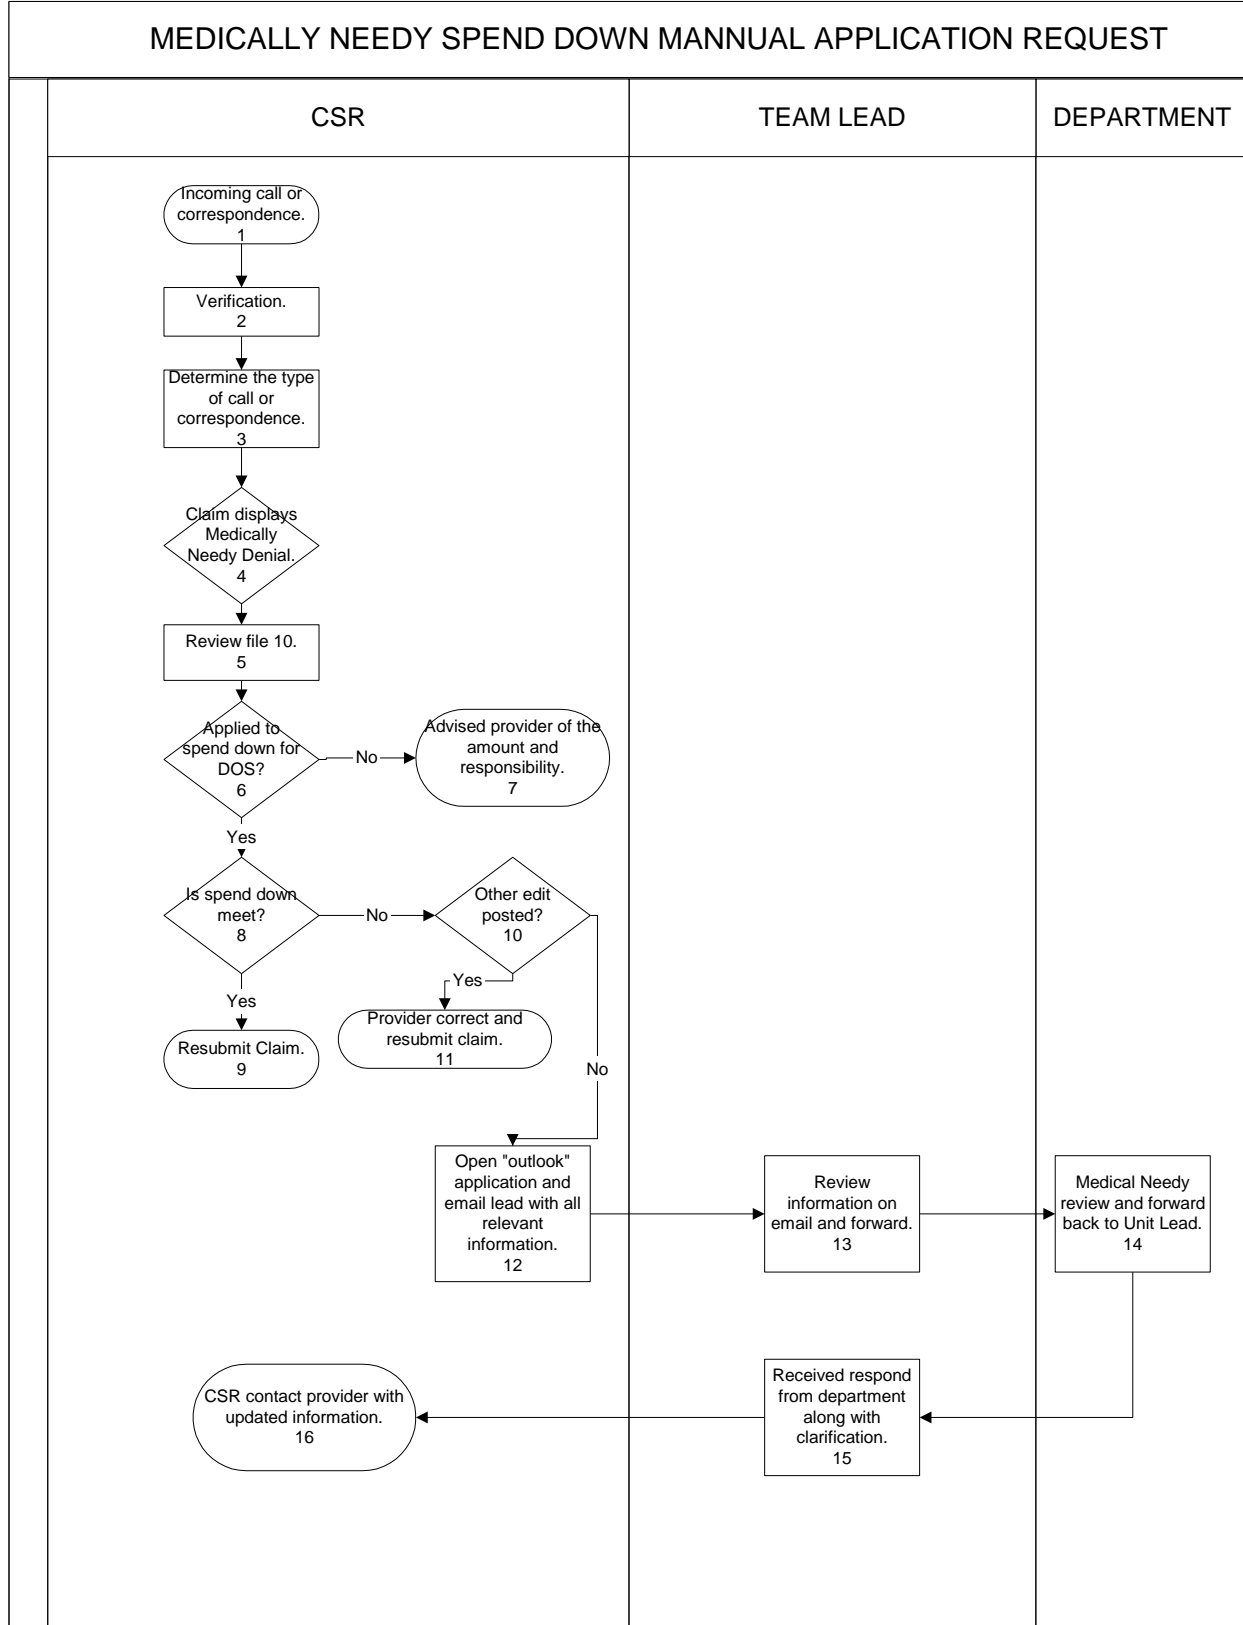 MEDICALLY NEEDY SPEND DOWN MANNUAL APPLICATION REQUEST
CSR
TEAM LEAD
DEPARTMENT
Incoming call or
correspondence.
1
Verification.
2
Determine the type
of call or
correspondence.
3
Claim displays
Medically
Needy Denial.
4
Review file 10.
5
Applied to
spend down for
DOS?
6
No
Advised provider of the
amount and
responsibility.
7
Yes
Is spend down
meet?
8
No
Other edit
posted?
10
Yes
Yes
Resubmit Claim.
9
Provider correct and
resubmit claim.
11
No
Open "outlook"
application and
email lead with all
relevant
information.
12
Review
information on
email and forward.
13
Medical Needy
review and forward
back to Unit Lead.
14
Received respond
from department
along with
clarification.
15
CSR contact provider with
updated information.
16